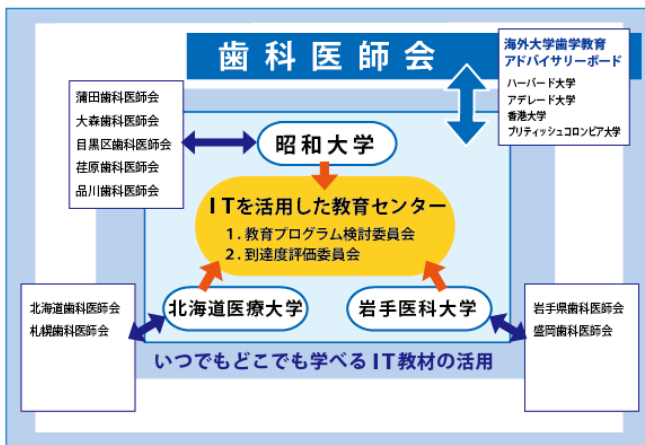 歯科医師会
海外大学歯学教育
アドバイサリーボード
ハーバード大学
アデレード大学
香港大学
ブリティッシュコロンビア大学
蒲田歯科医師会
大森歯科医師会
目黒区歯科医師会
荏原歯科医師会
品川歯科医師会
昭和大学
ITを活用した教育センター
1. 教育プログラム検討委員会
2. 到達度評価委員会
北海道歯科医師会
札幌歯科医師会
北海道医療大学
岩手医科大学
岩手県歯科医師会
盛岡歯科医師会
いつでもどこでも学べるIT教材の活用